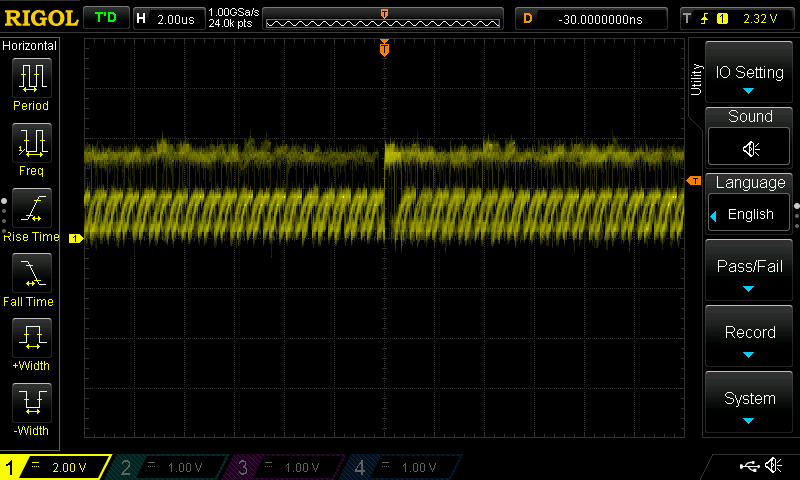 RIGOL T'D H 2.00us 1.00GSa/s 24.0k pts T D -30.0000000ns T 1 2.32 V
Horizontal
Period
Freq
Rise Time
Fall Time
+Width
-Width
T
T
1
Utility
IO Setting
Sound
Language
English
Pass/Fail
Record
System
1 2.00 V 2 1.00 V 3 1.00 V 4 1.00 V